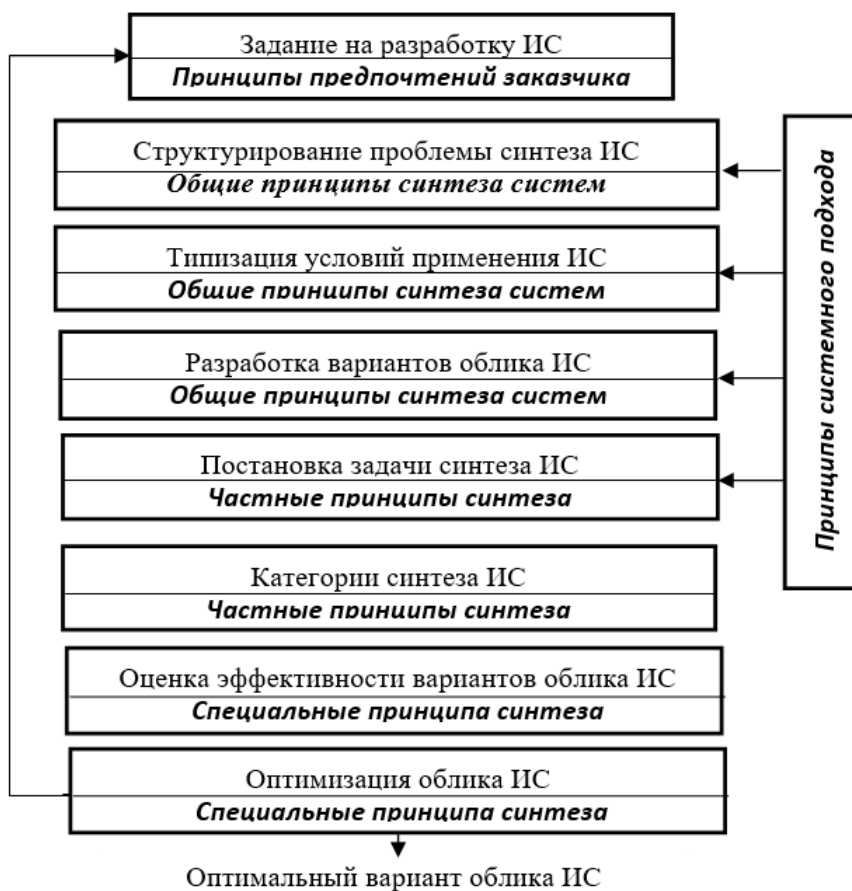 Задание на разработку ИС
Принципы предпочтений заказчика
Структурирование проблемы синтеза ИС
Общие принципы синтеза систем
Типизация условий применения ИС
Общие принципы синтеза систем
Разработка вариантов облика ИС
Общие принципы синтеза систем
Постановка задачи синтеза ИС
Частные принципы синтеза
Категории синтеза ИС
Частные принципы синтеза
Оценка эффективности вариантов облика ИС
Специальные принципа синтеза
Оптимизация облика ИС
Специальные принципа синтеза
Оптимальный вариант облика ИС
Принципы системного подхода